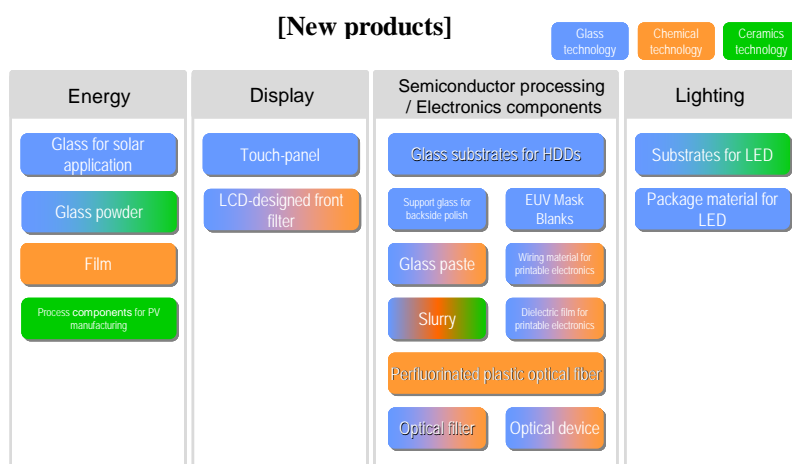 [New products]
Glass
technology
Chemical
technology
Ceramics
technology
Energy
Glass for solar
application
Glass powder
Film
Process components for PV
manufacturing
Display
Touch-panel
LCD-designed front
filter
Semiconductor processing
/ Electronics components
Glass substrates for HDDs
Support glass for
backside polish
EUV Mask
Blanks
Glass paste
Wiring material for
printable electronics
Slurry
Dielectric film for
printable electronics
Perfluorinated plastic optical fiber
Optical filter
Optical device
Lighting
Substrates for LED
Package material for
LED